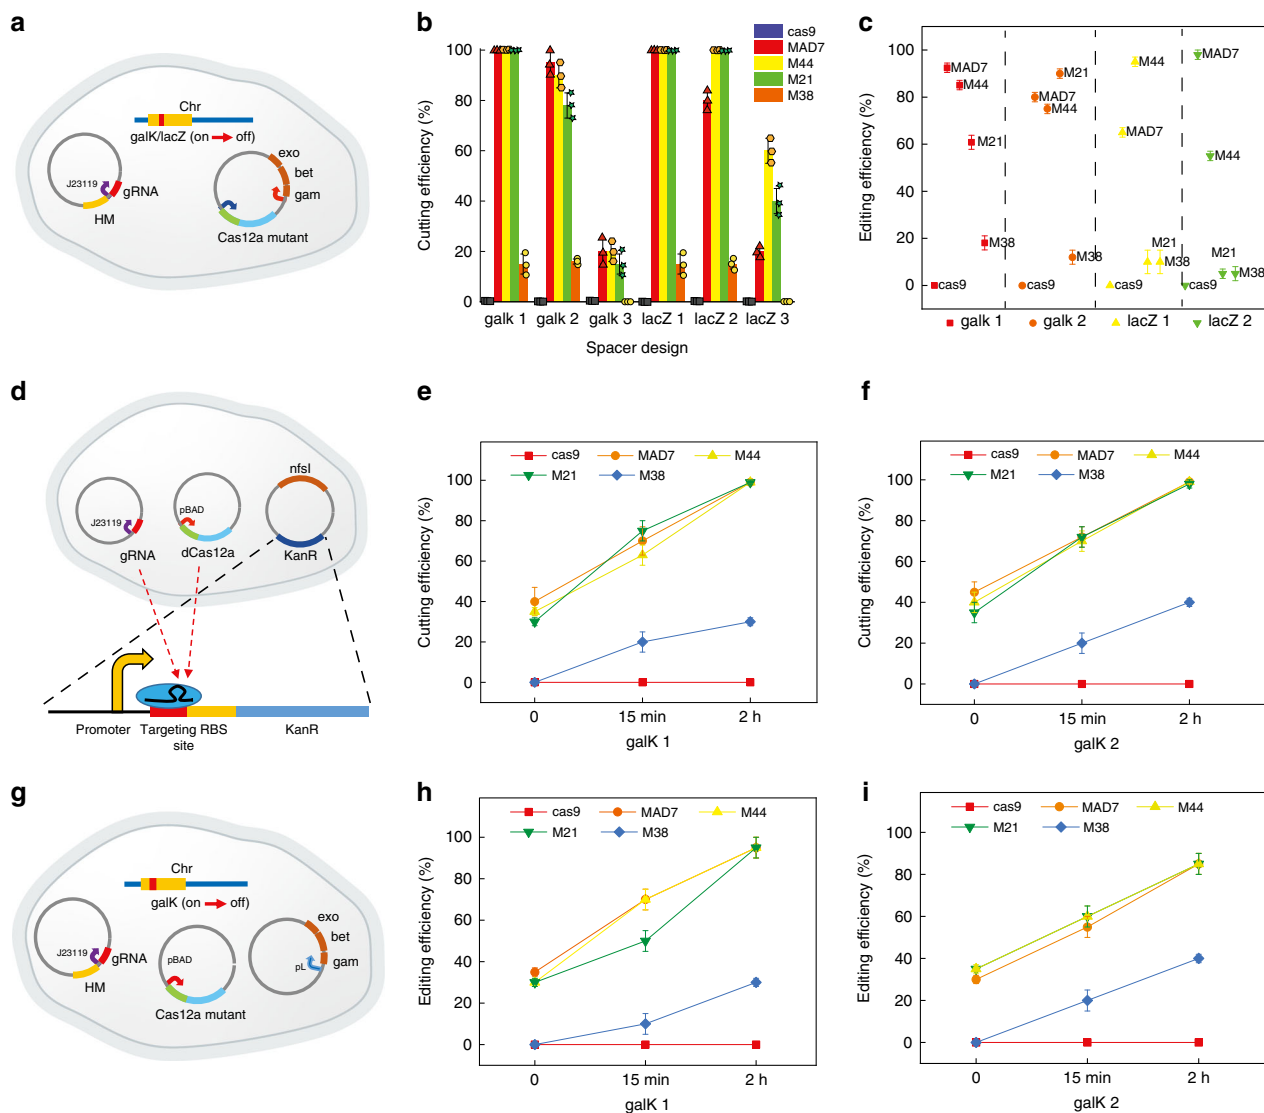 a
Chr
galK/lacZ (on → off)
J23119
gRNA
HM
exo
bet
gam
Cas12a mutant
b
cas9
MAD7
M44
M21
M38
Cutting efficiency (%)
100
80
60
40
20
0
galk 1
galk 2
galk 3
lacZ 1
lacZ 2
lacZ 3
Spacer design
c
Editing efficiency (%)
100
80
60
40
20
0
MAD7
M44
M21
M38
cas9
M21
MAD7
M44
M38
cas9
M44
MAD7
M21
M38
cas9
MAD7
M44
M21
M38
cas9
galk 1
galk 2
lacZ 1
lacZ 2
d
nfsI
J23119
gRNA
pBAD
dCas12a
KanR
Promoter
Targeting RBS
site
KanR
e
cas9
MAD7
M44
M21
M38
Cutting efficiency (%)
100
80
60
40
20
0
0
15 min
2 h
galK 1
f
cas9
MAD7
M44
M21
M38
Cutting efficiency (%)
100
80
60
40
20
0
0
15 min
2 h
galK 2
g
Chr
galK (on → off)
J23119
gRNA
HM
pBAD
Cas12a mutant
exo
bet
gam
pL
h
cas9
MAD7
M44
M21
M38
Editing efficiency (%)
100
80
60
40
20
0
0
15 min
2 h
galK 1
i
cas9
MAD7
M44
M21
M38
Editing efficiency (%)
100
80
60
40
20
0
0
15 min
2 h
galK 2